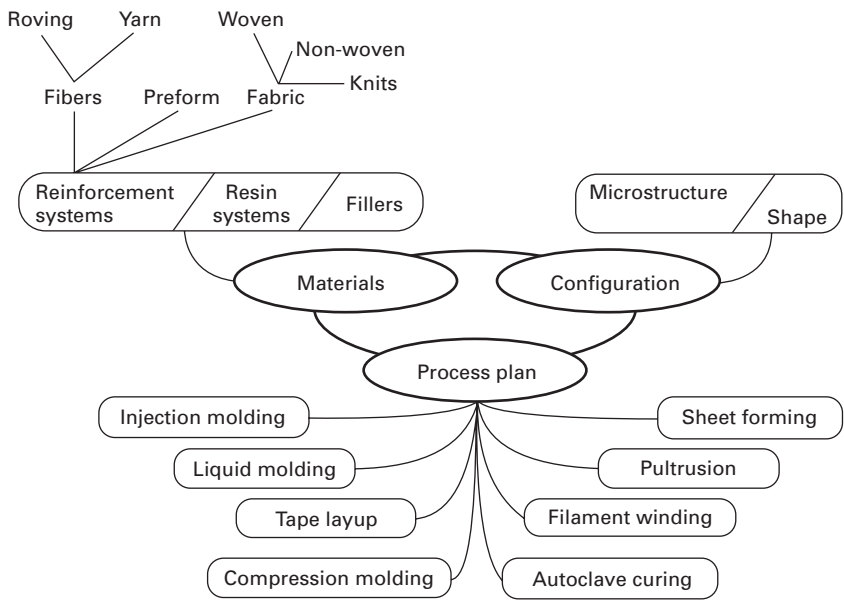 Roving Yarn Woven
Non-woven
Knits
Fibers Preform Fabric
Reinforcement
systems
Resin
systems
Fillers
Microstructure
Shape
Materials
Configuration
Process plan
Injection molding
Sheet forming
Liquid molding
Pultrusion
Tape layup
Filament winding
Compression molding
Autoclave curing